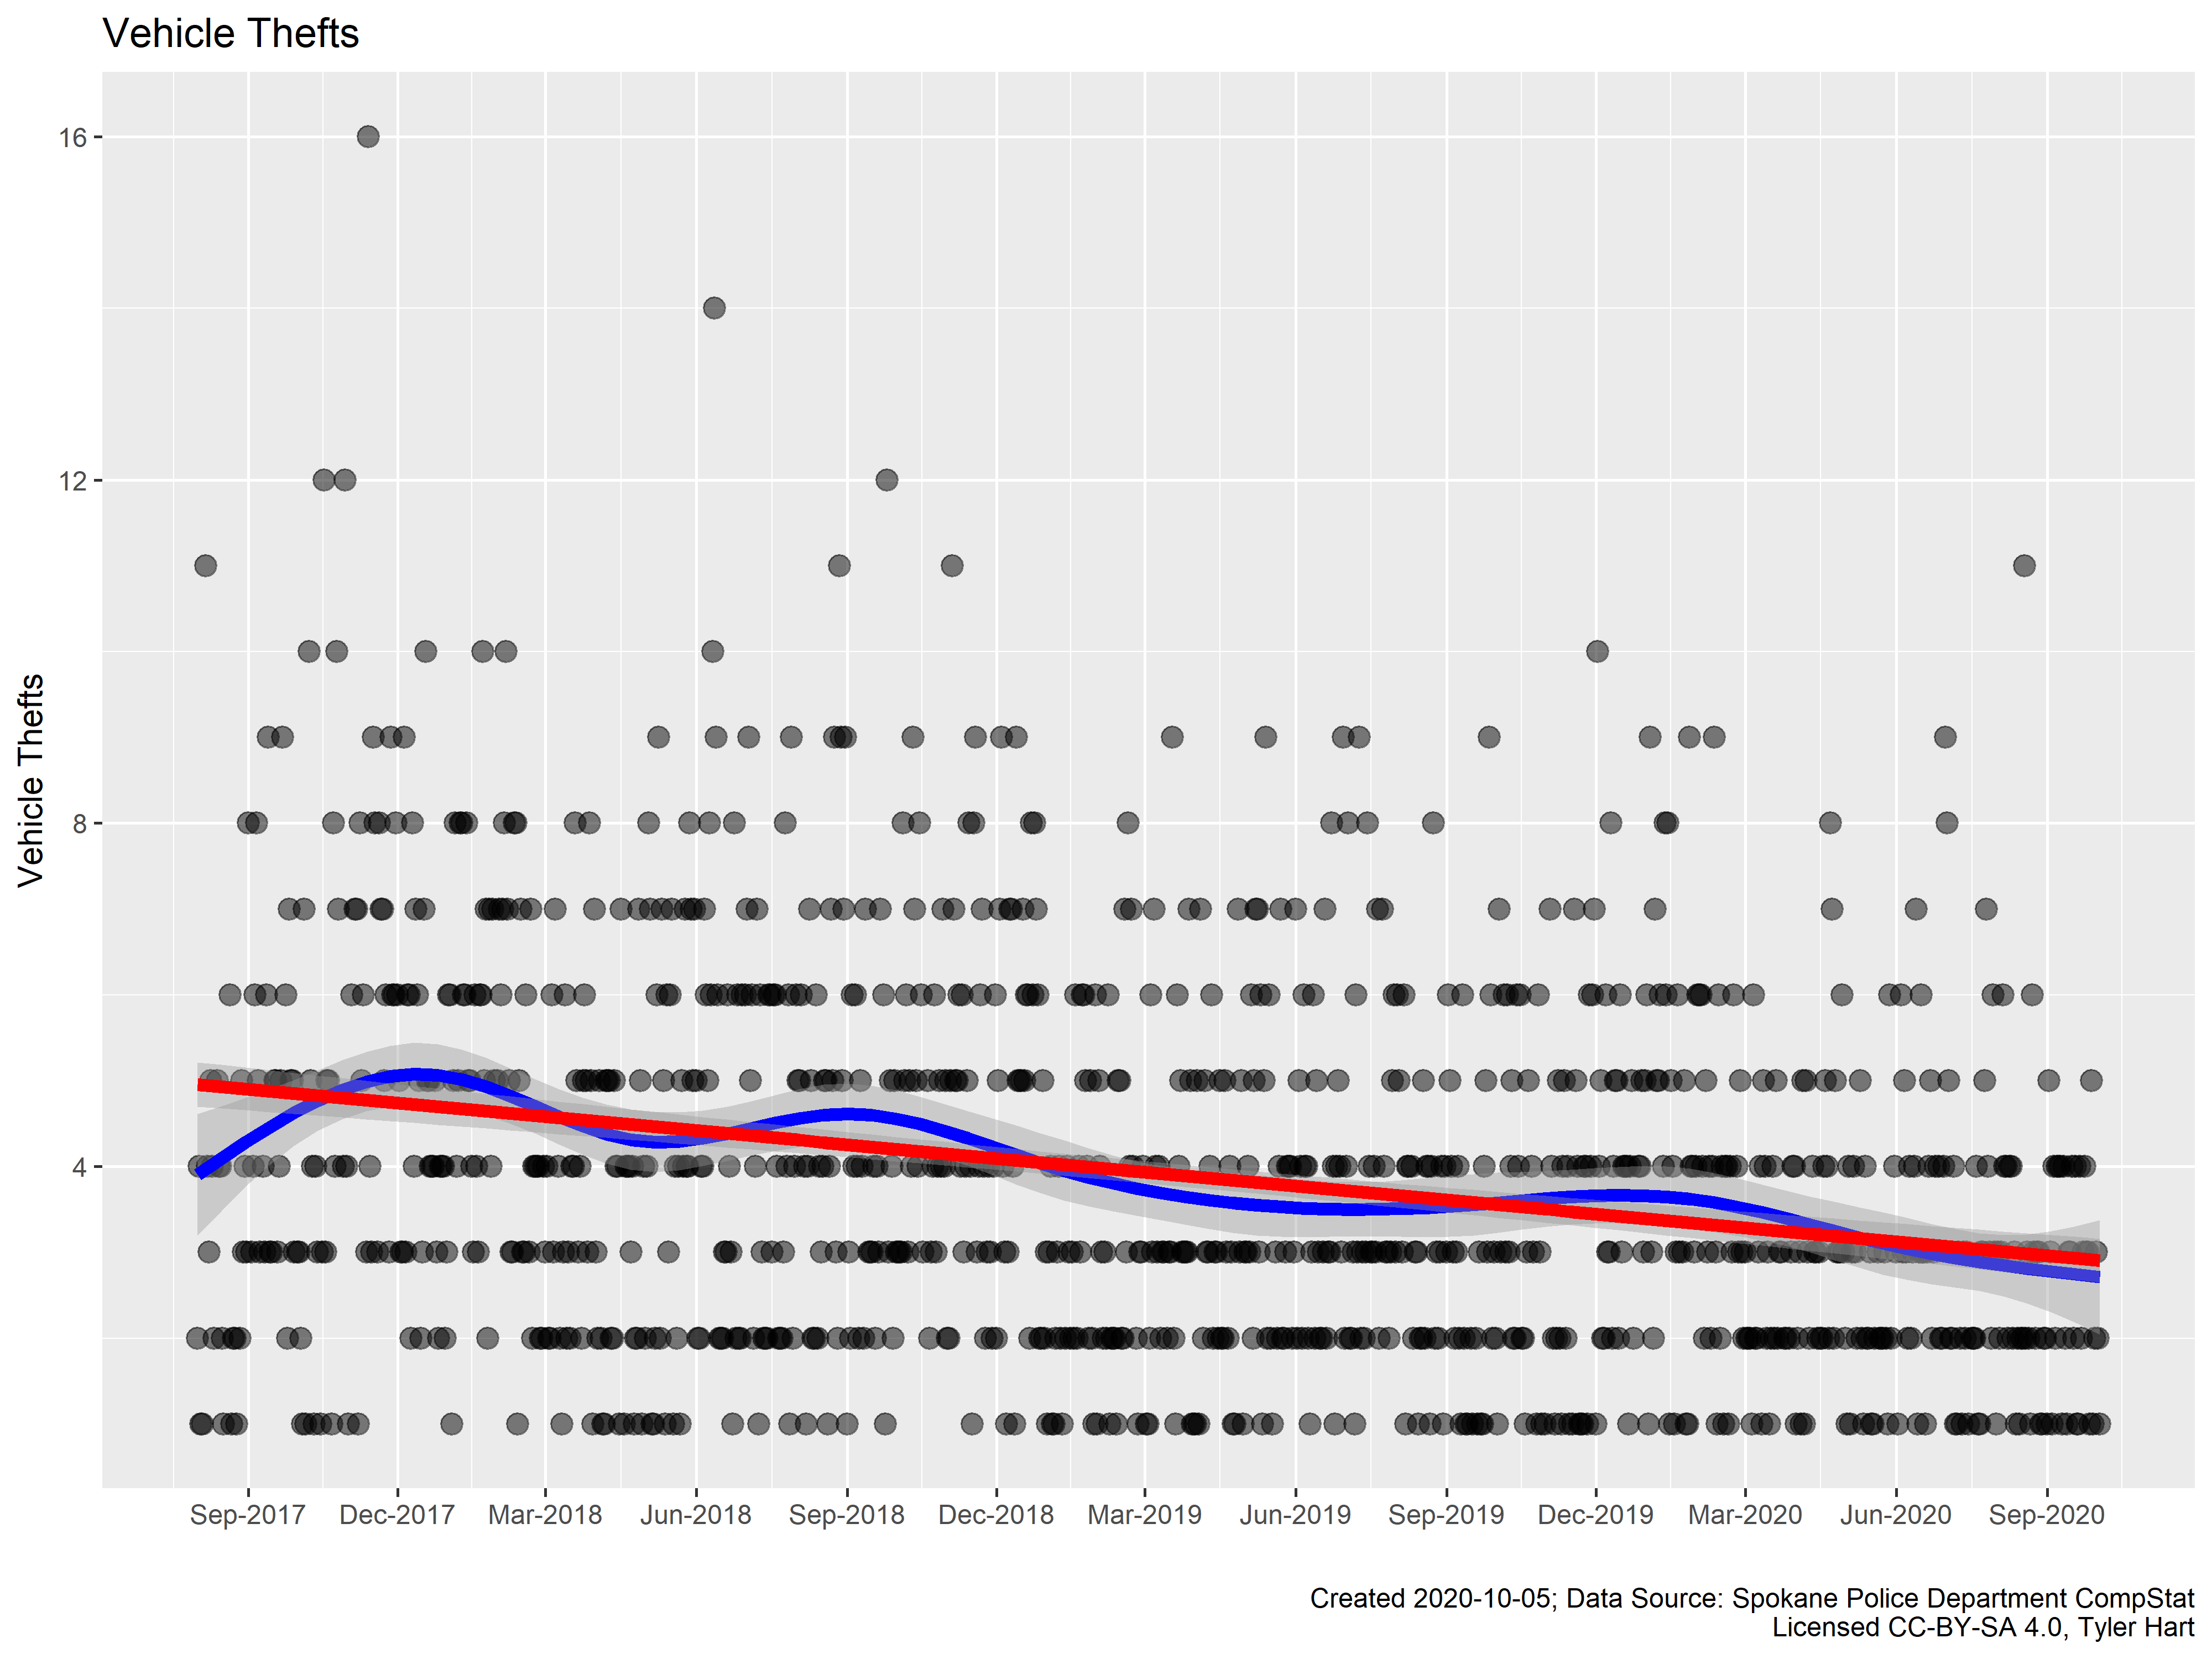 Vehicle Thefts
Vehicle Thefts
16
12
8
4
Sep-2017 Dec-2017 Mar-2018 Jun-2018 Sep-2018 Dec-2018 Mar-2019 Jun-2019 Sep-2019 Dec-2019 Mar-2020 Jun-2020 Sep-2020
Created 2020-10-05; Data Source: Spokane Police Department CompStat
Licensed CC-BY-SA 4.0, Tyler Hart